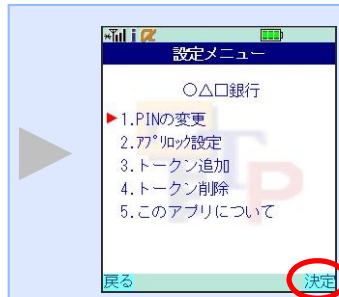 設定メニュー
○△□銀行
1.PINの変更
2.ｱﾌﾟﾘﾛｯｸ設定
3.トークン追加
4.トークン削除
5.このアプリについて
戻る 決定